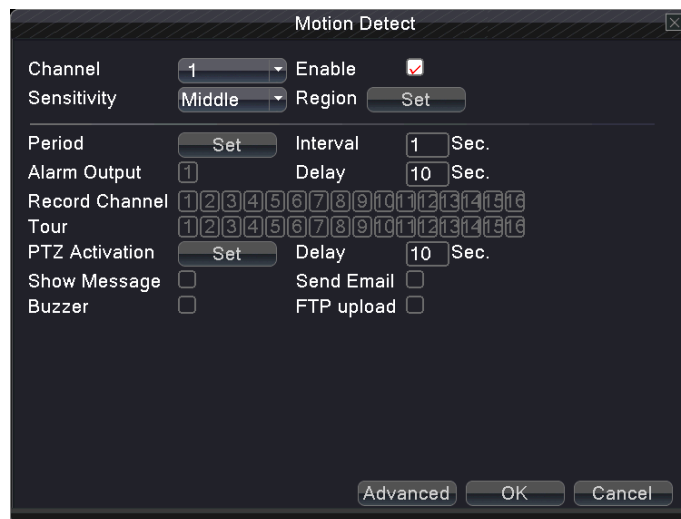 Motion Detect
Channel 1 Enable
Sensitivity Middle Region Set
Period Set Interval 1 Sec.
Alarm Output 1 Delay 10 Sec.
Record Channel 1 2 3 4 5 6 7 8 9 10 11 12 13 14 15 16
Tour 1 2 3 4 5 6 7 8 9 10 11 12 13 14 15 16
PTZ Activation Set Delay 10 Sec.
Show Message Send Email
Buzzer FTP upload
Advanced OK Cancel